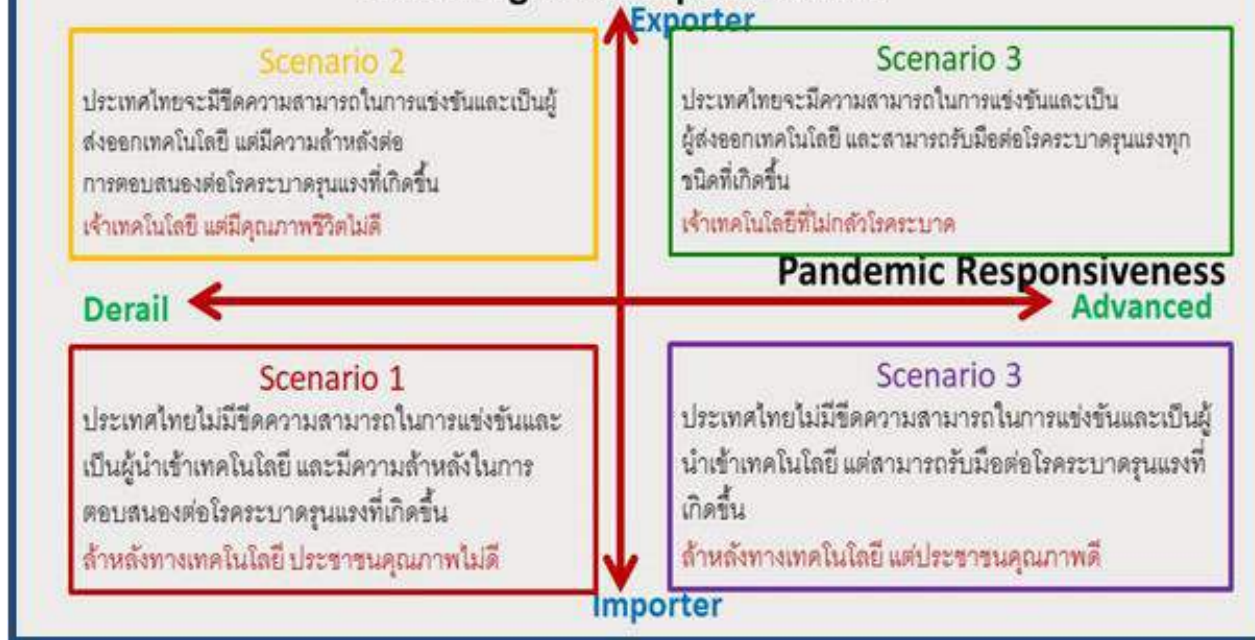 Exporter
Scenario 2
ประเทศไทยจะมีขีดความสามารถในการแข่งขันและเป็นผู้
ส่งออกเทคโนโลยี แต่มีความล้าหลังต่อ
การตอบสนองต่อโรคระบาดรุนแรงที่เกิดขึ้น
เจ้าเทคโนโลยี แต่มีคุณภาพชีวิตไม่ดี
Scenario 3
ประเทศไทยจะมีความสามารถในการแข่งขันและเป็น
ผู้ส่งออกเทคโนโลยี และสามารถรับมือต่อโรคระบาดรุนแรงทุก
ชนิดที่เกิดขึ้น
เจ้าเทคโนโลยีที่ไม่กลัวโรคระบาด
Pandemic Responsiveness
Derail
Advanced
Scenario 1
ประเทศไทยไม่มีขีดความสามารถในการแข่งขันและ
เป็นผู้นำเข้าเทคโนโลยี และมีความล้าหลังในการ
ตอบสนองต่อโรคระบาดรุนแรงที่เกิดขึ้น
ล้าหลังทางเทคโนโลยี ประชาชนคุณภาพไม่ดี
Scenario 3
ประเทศไทยไม่มีขีดความสามารถในการแข่งขันและเป็นผู้
นำเข้าเทคโนโลยี แต่สามารถรับมือต่อโรคระบาดรุนแรงที่
เกิดขึ้น
ล้าหลังทางเทคโนโลยี แต่ประชาชนคุณภาพดี
Importer